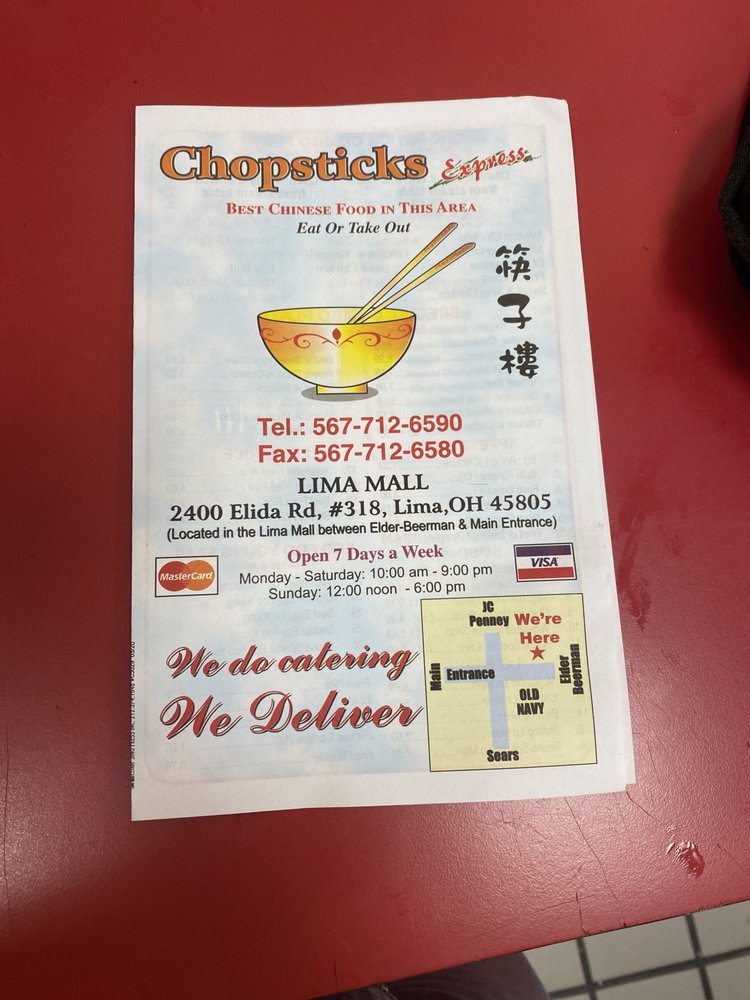 Chopsticks Express
BEST CHINESE FOOD IN THIS AREA
Eat Or Take Out
筷子樓
Tel.: 567-712-6590
Fax: 567-712-6580
LIMA MALL
2400 Elida Rd, #318, Lima,OH 45805
(Located in the Lima Mall between Elder-Beerman & Main Entrance)
Open 7 Days a Week
Monday - Saturday: 10:00 am - 9:00 pm
Sunday: 12:00 noon - 6:00 pm
MasterCard
VISA
We do catering
We Deliver
JC
Penney
We're
Here
Main
Entrance
Elder
Beerman
OLD
NAVY
Sears